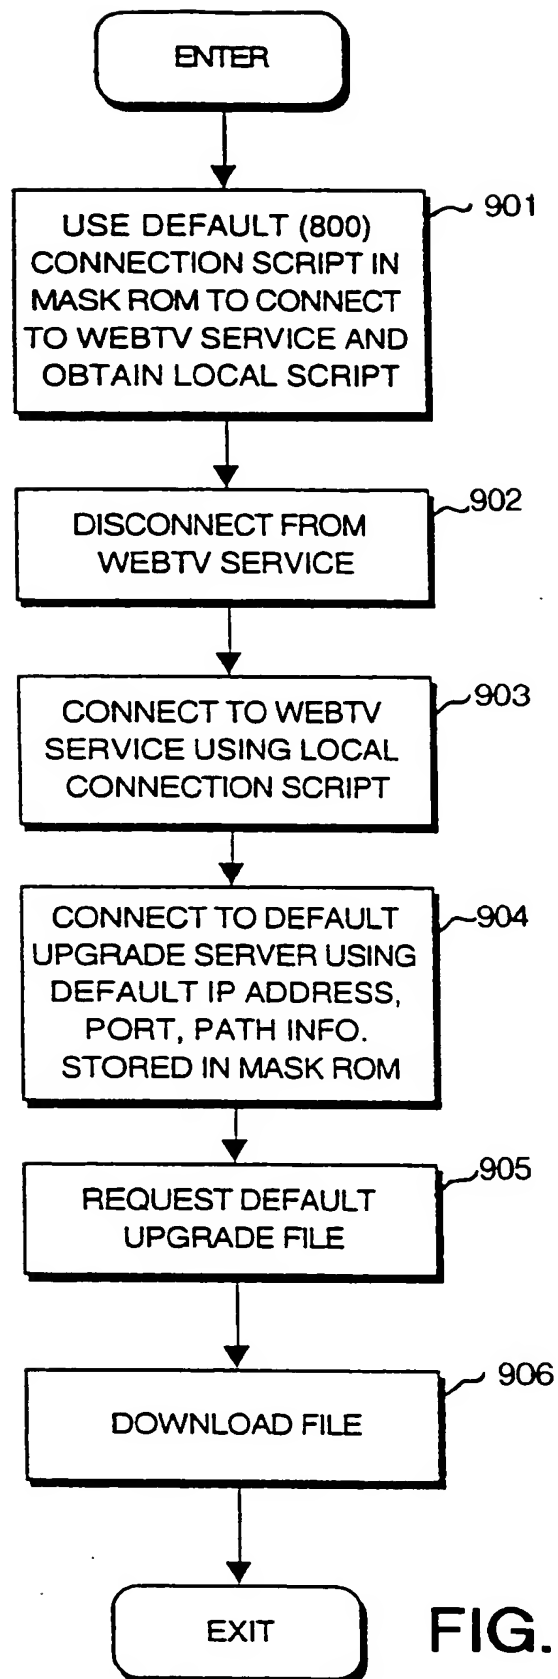 ENTER
901
USE DEFAULT (800)
CONNECTION SCRIPT IN
MASK ROM TO CONNECT
TO WEBTV SERVICE AND
OBTAIN LOCAL SCRIPT
902
DISCONNECT FROM
WEBTV SERVICE
903
CONNECT TO WEBTV
SERVICE USING LOCAL
CONNECTION SCRIPT
904
CONNECT TO DEFAULT
UPGRADE SERVER USING
DEFAULT IP ADDRESS,
PORT, PATH INFO.
STORED IN MASK ROM
905
REQUEST DEFAULT
UPGRADE FILE
906
DOWNLOAD FILE
EXIT
FIG.